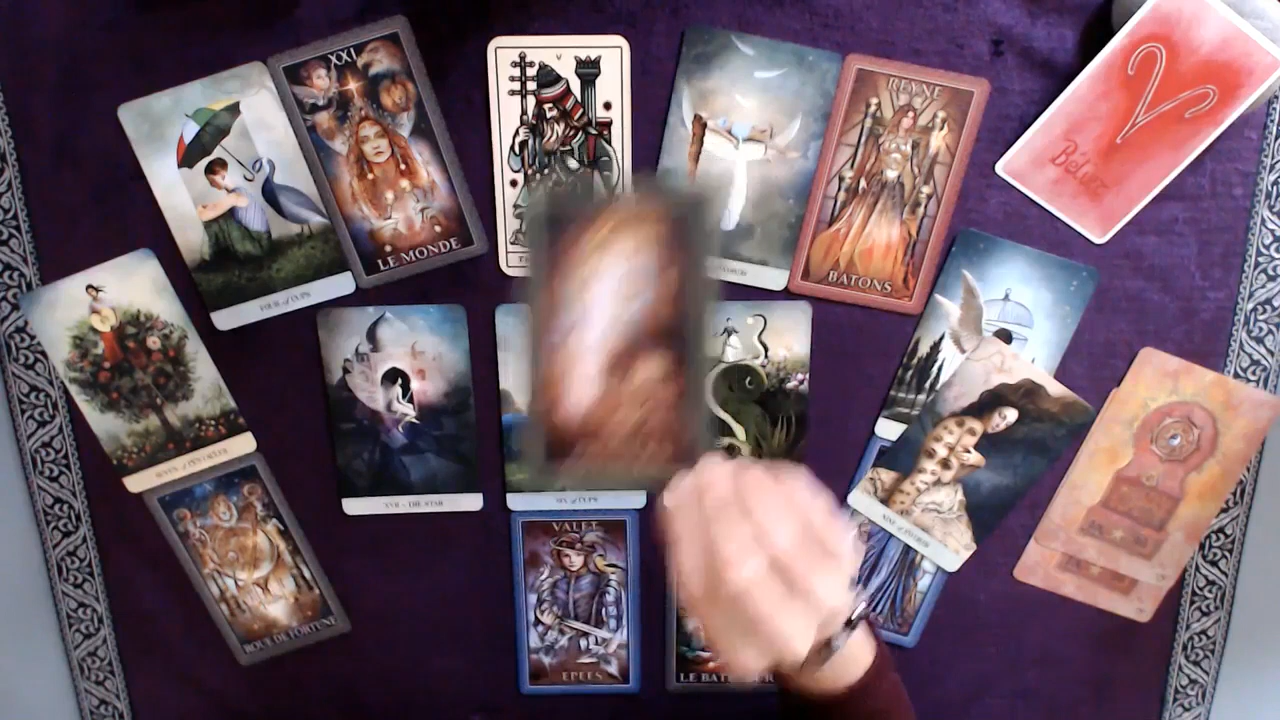 XXI
LE MONDE
FOUR of CUPS
V
REYNE
BATONS
Bélier
SEVEN of PENTACLES
XVII ~ THE STAR
SIX of CUPS
NINE of SWORDS
ROUE DE FORTUNE
VALET
EPEES
LE BAT